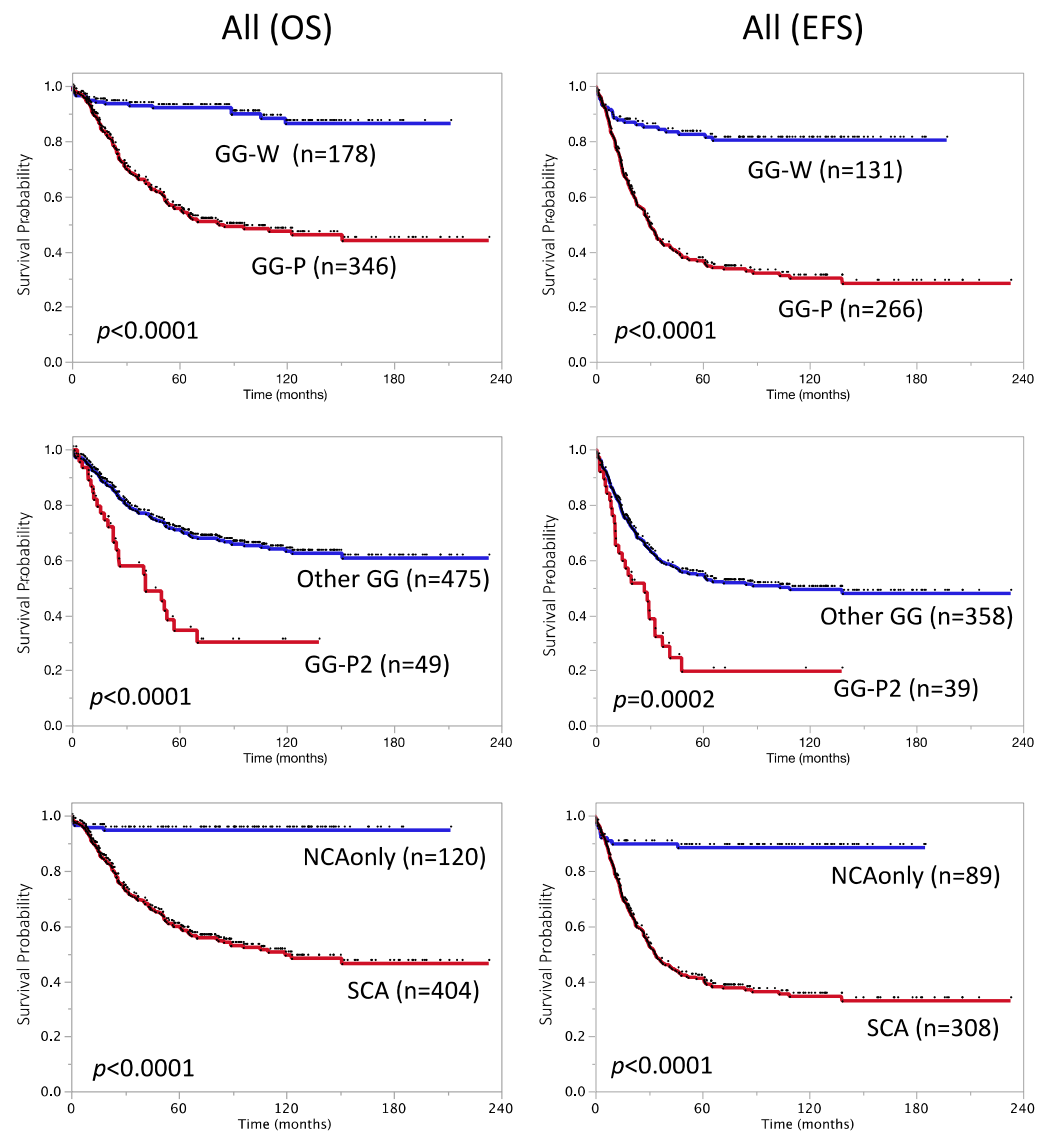 All (OS)
All (EFS)
Survival Probability
1.0
0.8
0.6
0.4
0.2
0.0
GG-W (n=178)
GG-P (n=346)
p<0.0001
0 60 120 180 240
Time (months)
Survival Probability
1.0
0.8
0.6
0.4
0.2
0.0
GG-W (n=131)
GG-P (n=266)
p<0.0001
0 60 120 180 240
Time (months)
Survival Probability
1.0
0.8
0.6
0.4
0.2
0.0
Other GG (n=475)
GG-P2 (n=49)
p<0.0001
0 60 120 180 240
Time (months)
Survival Probability
1.0
0.8
0.6
0.4
0.2
0.0
Other GG (n=358)
GG-P2 (n=39)
p=0.0002
0 60 120 180 240
Time (months)
Survival Probability
1.0
0.8
0.6
0.4
0.2
0.0
NCAonly (n=120)
SCA (n=404)
p<0.0001
0 60 120 180 240
Time (months)
Survival Probability
1.0
0.8
0.6
0.4
0.2
0.0
NCAonly (n=89)
SCA (n=308)
p<0.0001
0 60 120 180 240
Time (months)